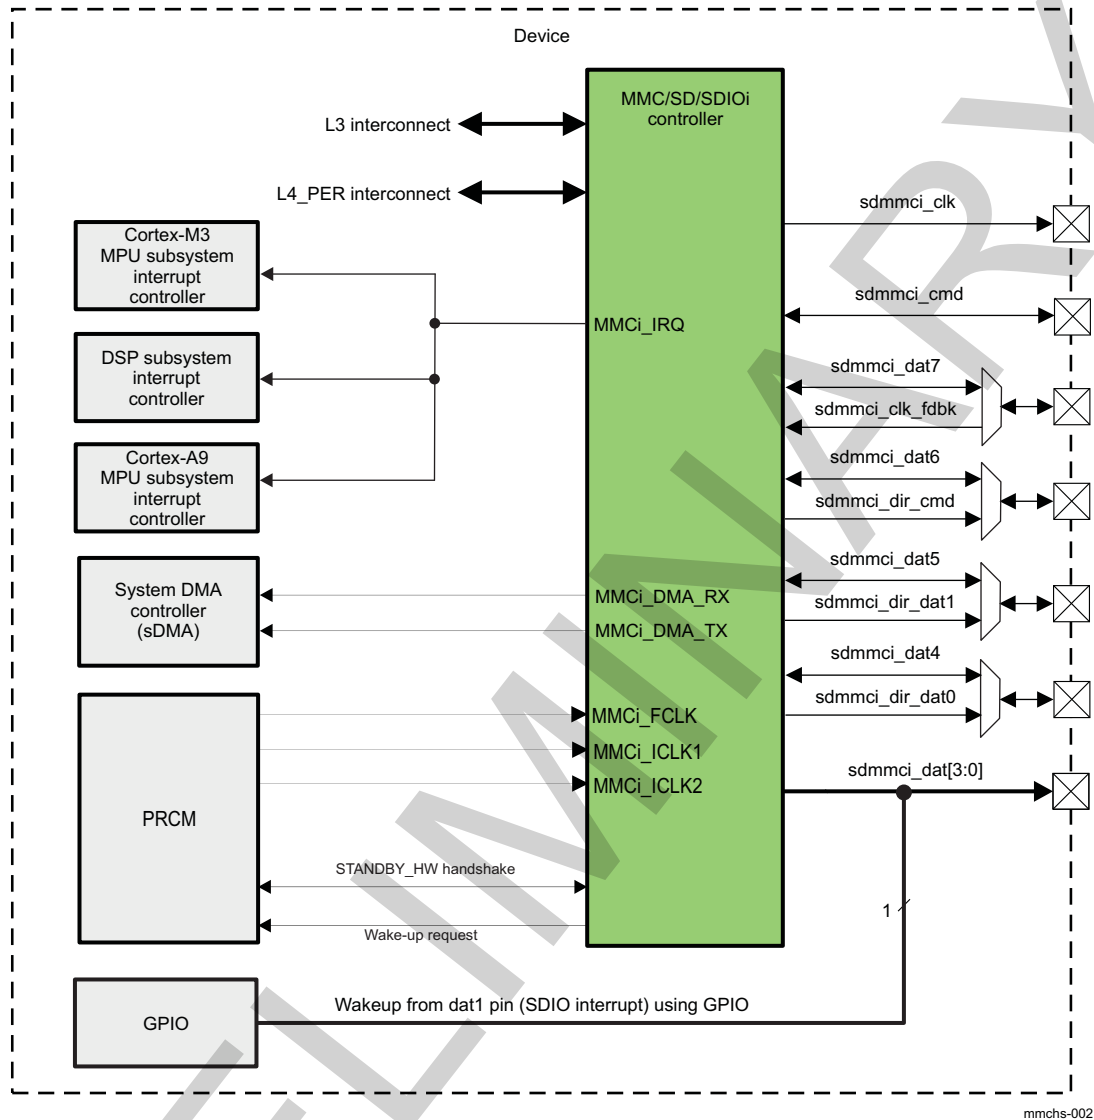 Device
MMC/SD/SDIOi
controller
L3 interconnect
L4_PER interconnect
sdmmci_clk
Cortex-M3
MPU subsystem
interrupt
controller
sdmmci_cmd
MMCi_IRQ
DSP subsystem
interrupt
controller
sdmmci_dat7
sdmmci_clk_fdbk
Cortex-A9
MPU subsystem
interrupt
controller
sdmmci_dat6
sdmmci_dir_cmd
System DMA
controller
(sDMA)
MMCi_DMA_RX
MMCi_DMA_TX
sdmmci_dat5
sdmmci_dir_dat1
sdmmci_dat4
sdmmci_dir_dat0
MMCi_FCLK
MMCi_ICLK1
MMCi_ICLK2
PRCM
sdmmci_dat[3:0]
STANDBY_HW handshake
1
Wake-up request
Wakeup from dat1 pin (SDIO interrupt) using GPIO
GPIO
mmchs-002
ELIMINARY